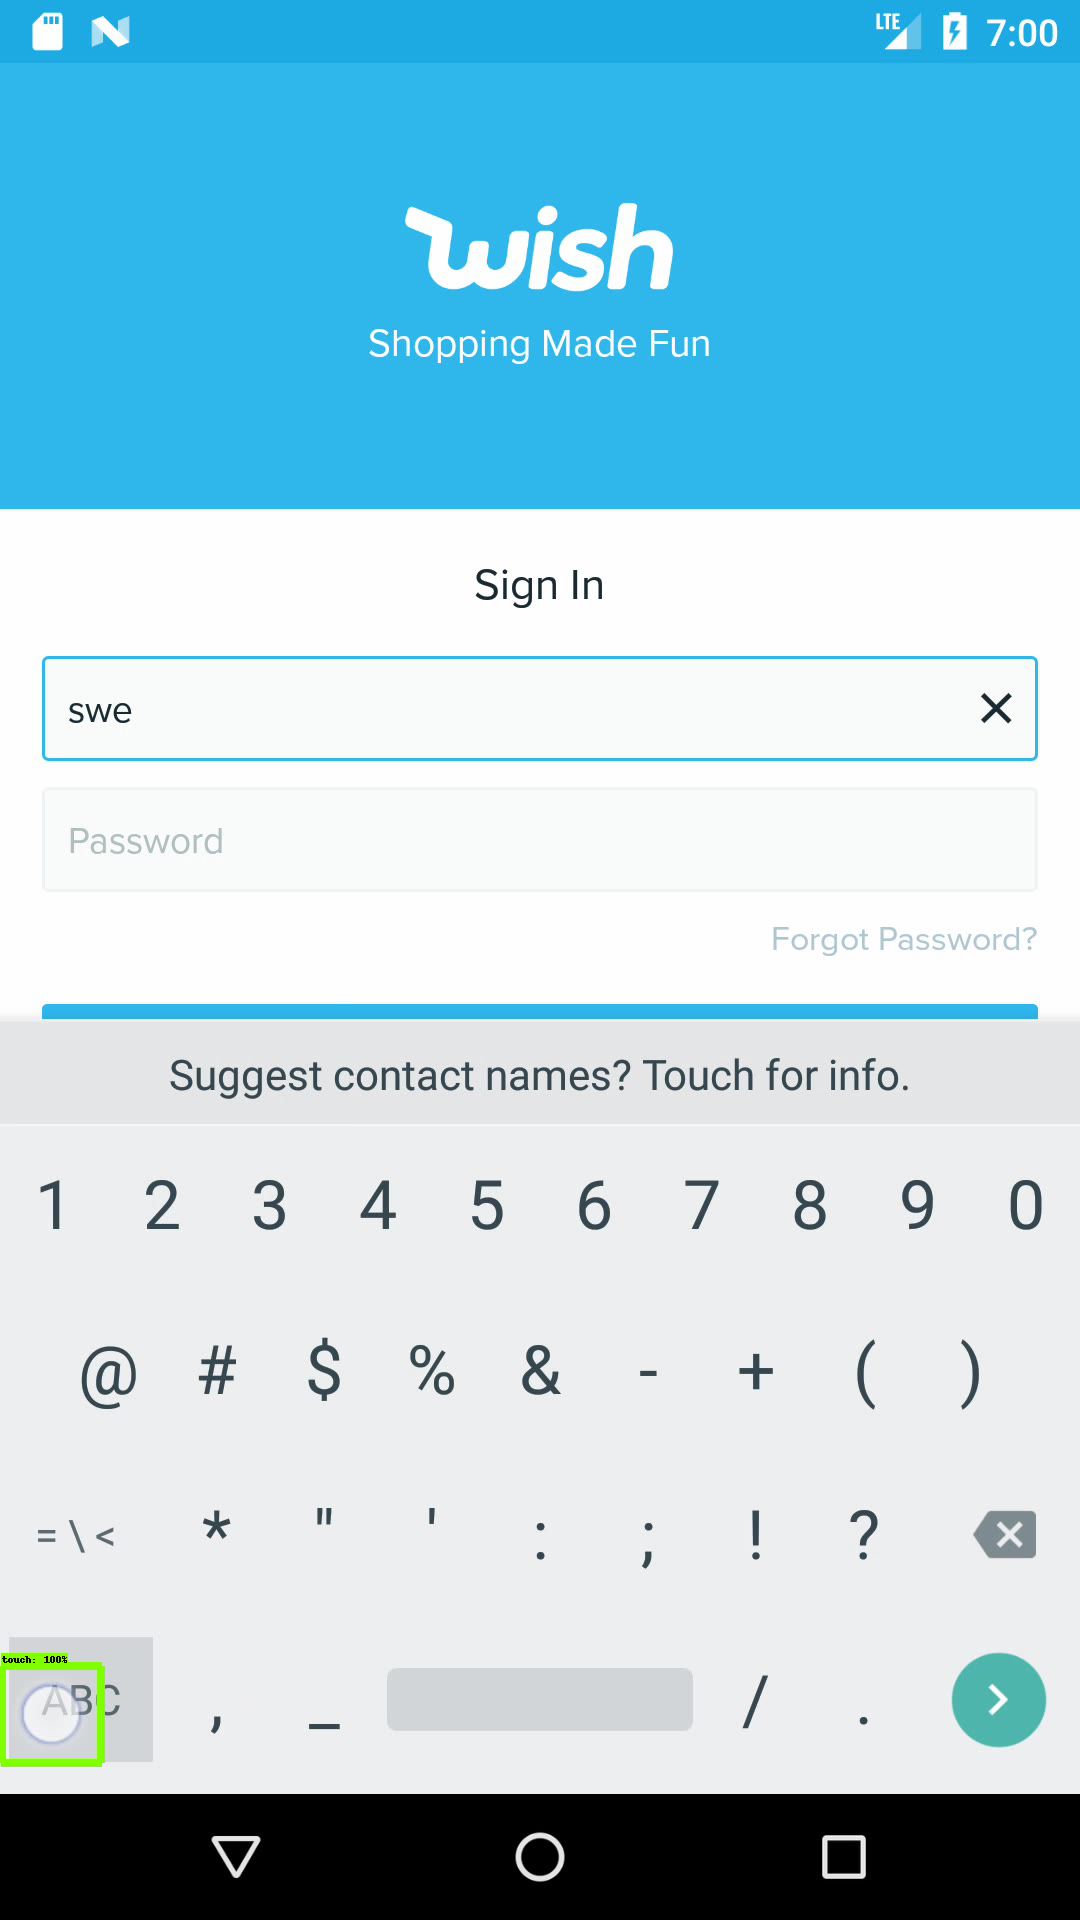 LTE 7:00
wish
Shopping Made Fun
Sign In
swe
Password
Forgot Password?
Suggest contact names? Touch for info.
1 2 3 4 5 6 7 8 9 0
@ # $ % & - + ( )
= \ < * " ' : ; ! ?
touch: 100%
ABC , _ / .